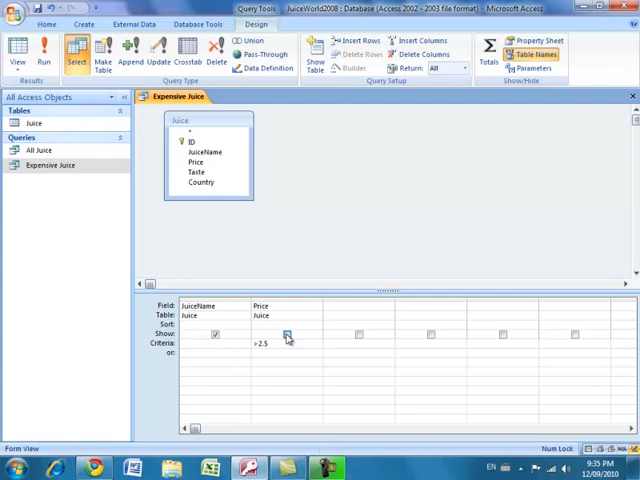 Query Tools
JuiceWorld2008 : Database (Access 2002 - 2003 file format) - Microsoft Access
Home
Create
External Data
Database Tools
Design
View
Run
Select
Make Table
Append
Update
Crosstab
Delete
Union
Pass-Through
Data Definition
Show Table
Insert Rows
Delete Rows
Builder
Insert Columns
Delete Columns
Return: All
Totals
Property Sheet
Table Names
Parameters
Results
Query Type
Query Setup
Show/Hide
All Access Objects
Tables
Juice
Queries
All Juice
Expensive Juice
Expensive Juice
Juice
*
ID
JuiceName
Price
Taste
Country
Field: JuiceName Price
Table: Juice Juice
Sort:
Show:
Criteria: >2.5
or:
Form View
Num Lock
SQL
EN
9:35 PM
12/09/2010